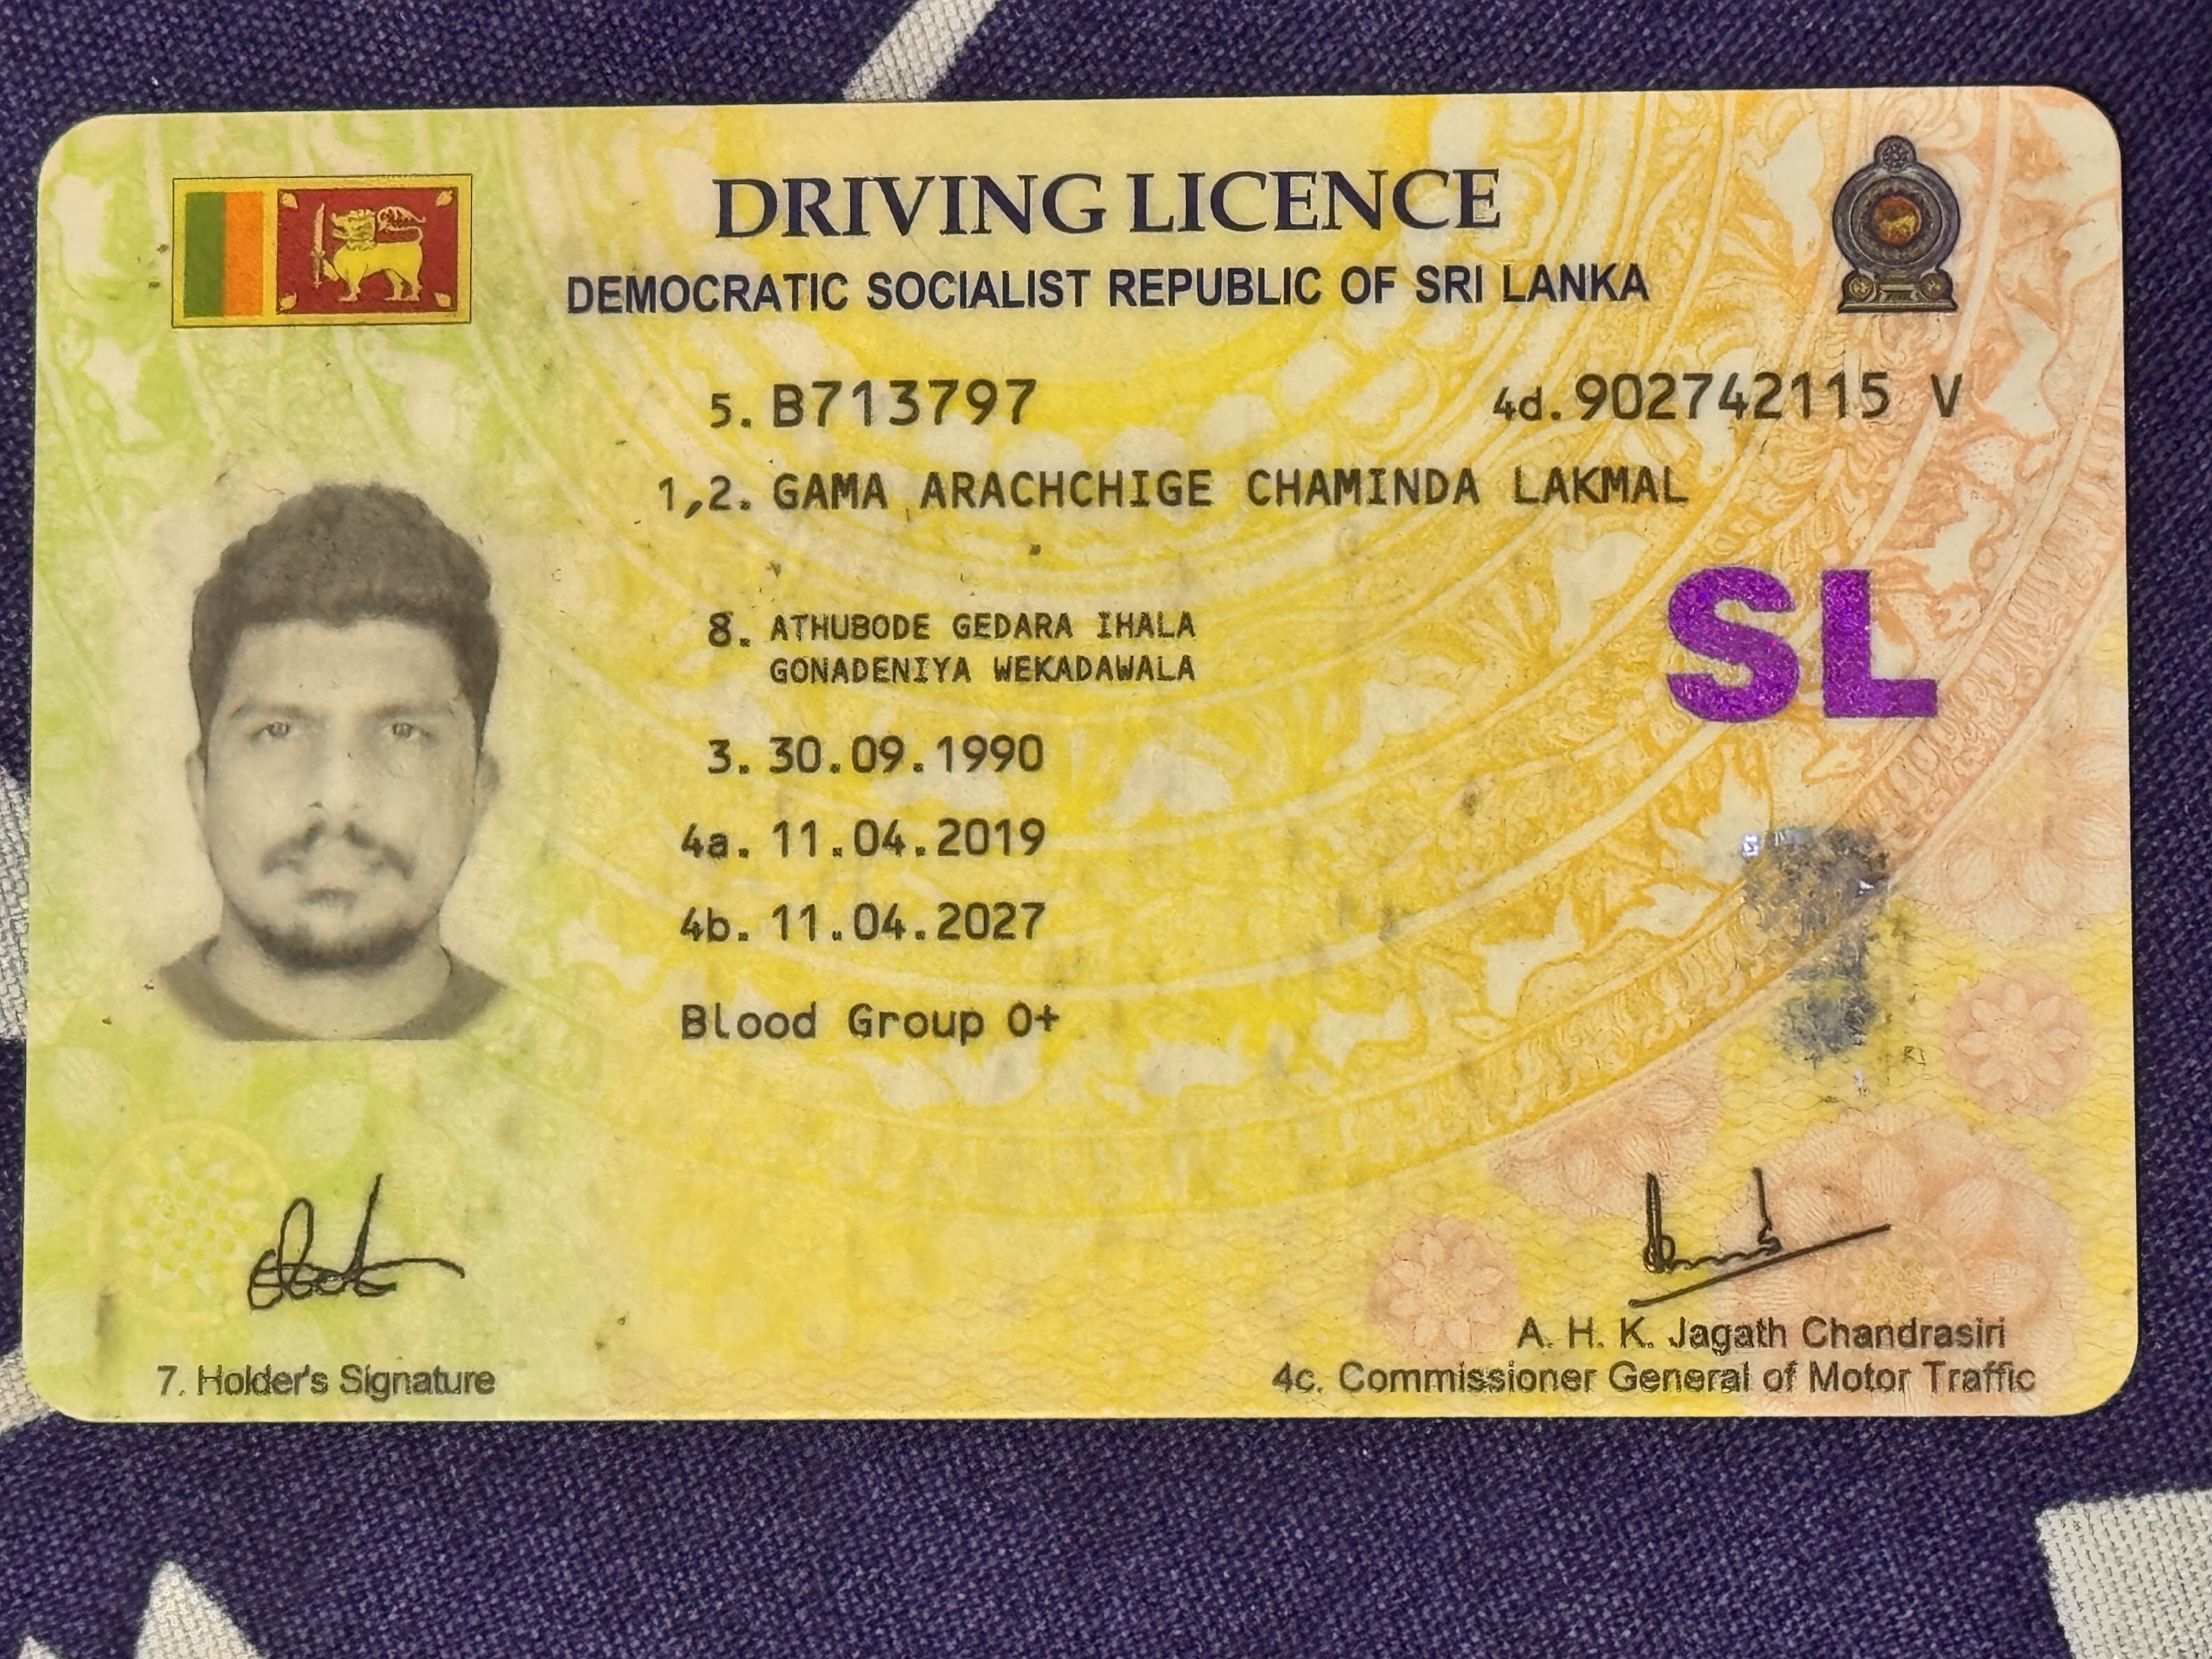 DRIVING LICENCE
DEMOCRATIC SOCIALIST REPUBLIC OF SRI LANKA
5. B713797 4d. 902742115 V
1,2. GAMA ARACHCHIGE CHAMINDA LAKMAL
8. ATHUBODE GEDARA IHALA
GONADENIYA WEKADAWALA
SL
3. 30.09.1990
4a. 11.04.2019
4b. 11.04.2027
Blood Group O+
7. Holder's Signature
A. H. K. Jagath Chandrasiri
4c. Commissioner General of Motor Traffic